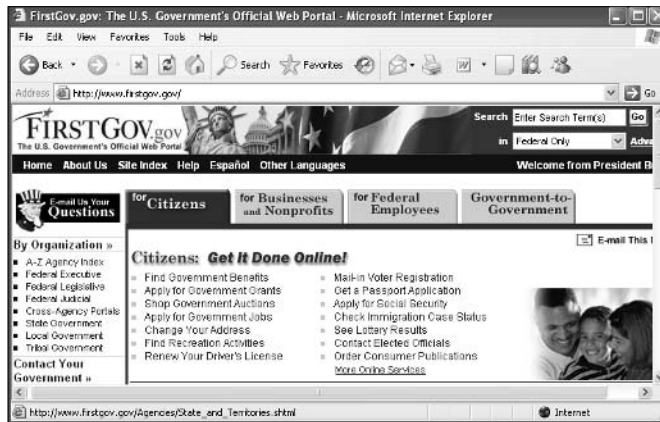 FirstGov.gov: The U.S. Government's Official Web Portal - Microsoft Internet Explorer
File Edit View Favorites Tools Help
Back Search Favorites
Address http://www.firstgov.gov/ Go
FIRSTGOV.gov
The U.S. Government's Official Web Portal
Search Enter Search Term(s) Go
in Federal Only Adva
Home About Us Site Index Help Español Other Languages Welcome from President B
E-mail Us Your
Questions
for Citizens
for Businesses
and Nonprofits
for Federal
Employees
Government-to-
Government
E-mail This
By Organization »
A-Z Agency Index
Federal Executive
Federal Legislative
Federal Judicial
Cross-Agency Portals
State Government
Local Government
Tribal Government
Contact Your
Government »
Citizens: Get It Done Online!
Find Government Benefits
Apply for Government Grants
Shop Government Auctions
Apply for Government Jobs
Change Your Address
Find Recreation Activities
Renew Your Driver's License
Mail-in Voter Registration
Get a Passport Application
Apply for Social Security
Check Immigration Case Status
See Lottery Results
Contact Elected Officials
Order Consumer Publications
More Online Services
http://www.firstgov.gov/Agencies/State_and_Territories.shtml Internet